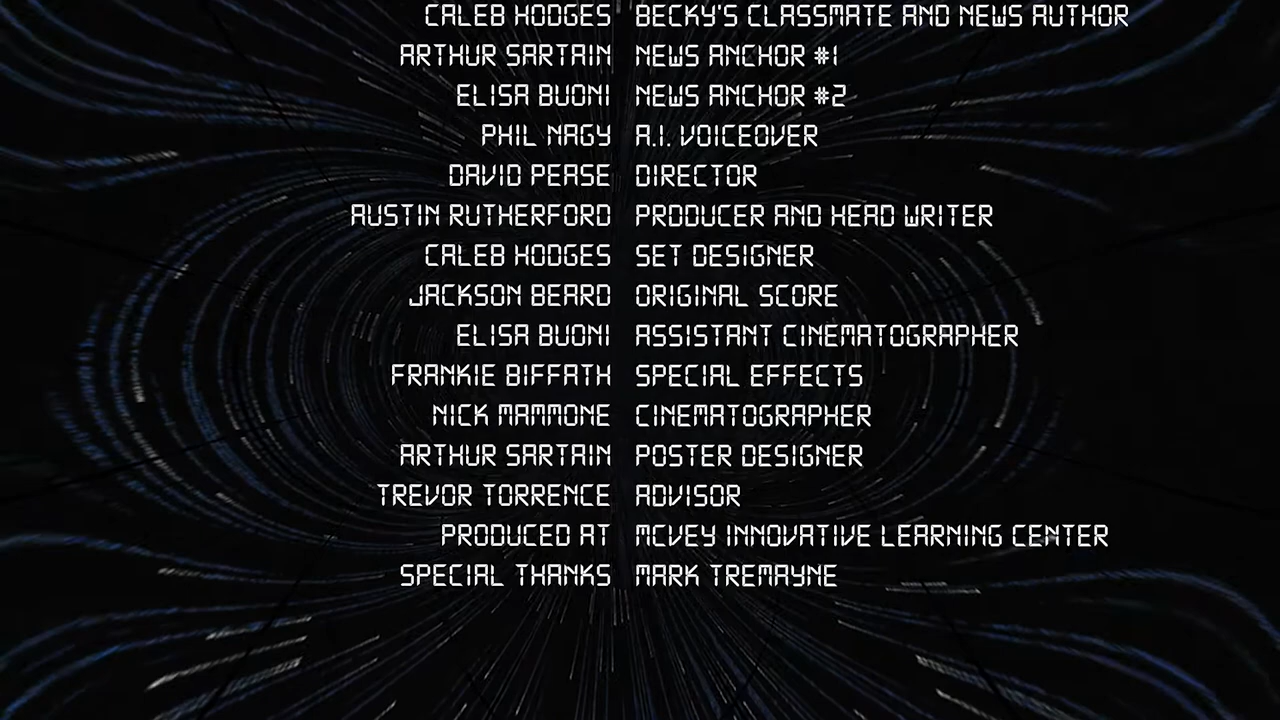 CALEB HODGES BECKY'S CLASSMATE AND NEWS AUTHOR
ARTHUR SARTAIN NEWS ANCHOR #1
ELISA BUONI NEWS ANCHOR #2
PHIL NAGY A.I. VOICEOVER
DAVID PEASE DIRECTOR
AUSTIN RUTHERFORD PRODUCER AND HEAD WRITER
CALEB HODGES SET DESIGNER
JACKSON BEARD ORIGINAL SCORE
ELISA BUONI ASSISTANT CINEMATOGRAPHER
FRANKIE BIFFATH SPECIAL EFFECTS
NICK MAMMONE CINEMATOGRAPHER
ARTHUR SARTAIN POSTER DESIGNER
TREVOR TORRENCE ADVISOR
PRODUCED AT MCVEY INNOVATIVE LEARNING CENTER
SPECIAL THANKS MARK TREMAYNE